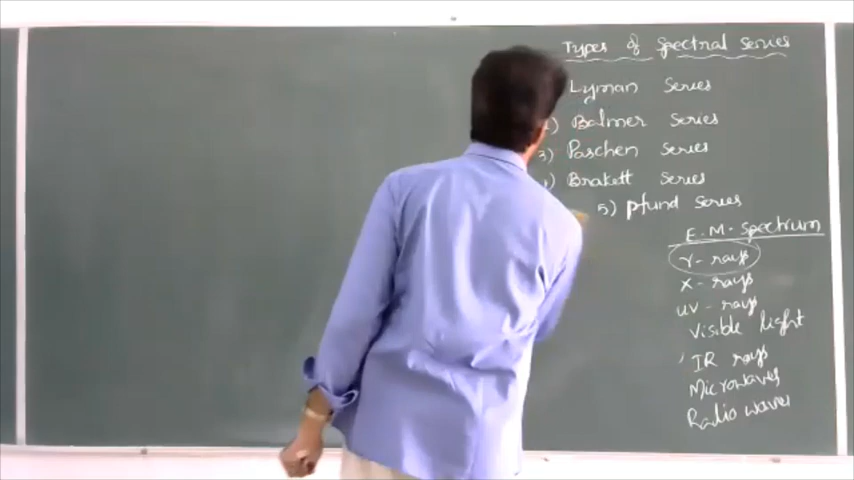 Types of Spectral Series
Lyman Series
) Balmer Series
3) Paschen Series
) Brakett Series
5) pfund Series
E.M. Spectrum
γ - rays
X - rays
UV - rays
Visible light
IR rays
Microwaves
Radio waves